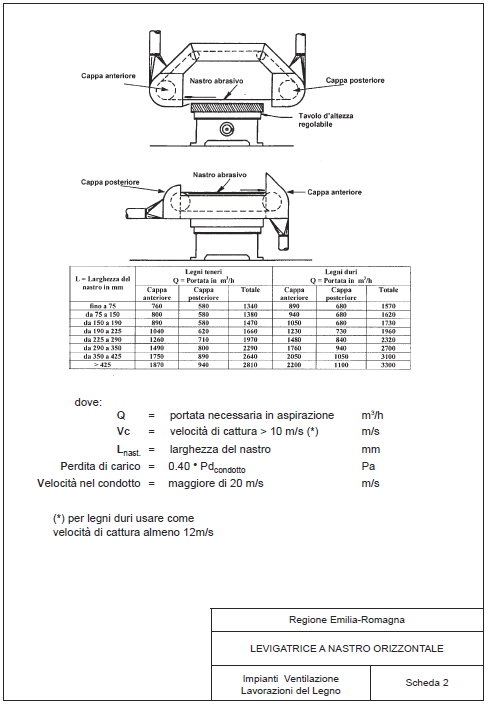 Cappa anteriore
Nastro abrasivo
Cappa posteriore
Tavolo d'altezza
regolabile
Nastro abrasivo
Cappa posteriore
Cappa anteriore
L = Larghezza del nastro in mm | Legni teneri Q = Portata in m³/h | Legni duri Q = Portata in m³/h
Cappa anteriore | Cappa posteriore | Totale | Cappa anteriore | Cappa posteriore | Totale
fino a 75 | 760 | 580 | 1340 | 890 | 680 | 1570
da 75 a 150 | 800 | 580 | 1380 | 940 | 680 | 1620
da 150 a 190 | 890 | 580 | 1470 | 1050 | 680 | 1730
da 190 a 225 | 1040 | 620 | 1660 | 1230 | 730 | 1960
da 225 a 290 | 1260 | 710 | 1970 | 1480 | 840 | 2320
da 290 a 350 | 1490 | 800 | 2290 | 1760 | 940 | 2700
da 350 a 425 | 1750 | 890 | 2640 | 2050 | 1050 | 3100
> 425 | 1870 | 940 | 2810 | 2200 | 1100 | 3300
dove:
Q = portata necessaria in aspirazione m³/h
Vc = velocità di cattura > 10 m/s (*) m/s
Lnast. = larghezza del nastro mm
Perdita di carico = 0.40 * Pdcondotto Pa
Velocità nel condotto = maggiore di 20 m/s m/s
(*) per legni duri usare come
velocità di cattura almeno 12m/s
Regione Emilia-Romagna
LEVIGATRICE A NASTRO ORIZZONTALE
Impianti Ventilazione
Lavorazioni del Legno
Scheda 2